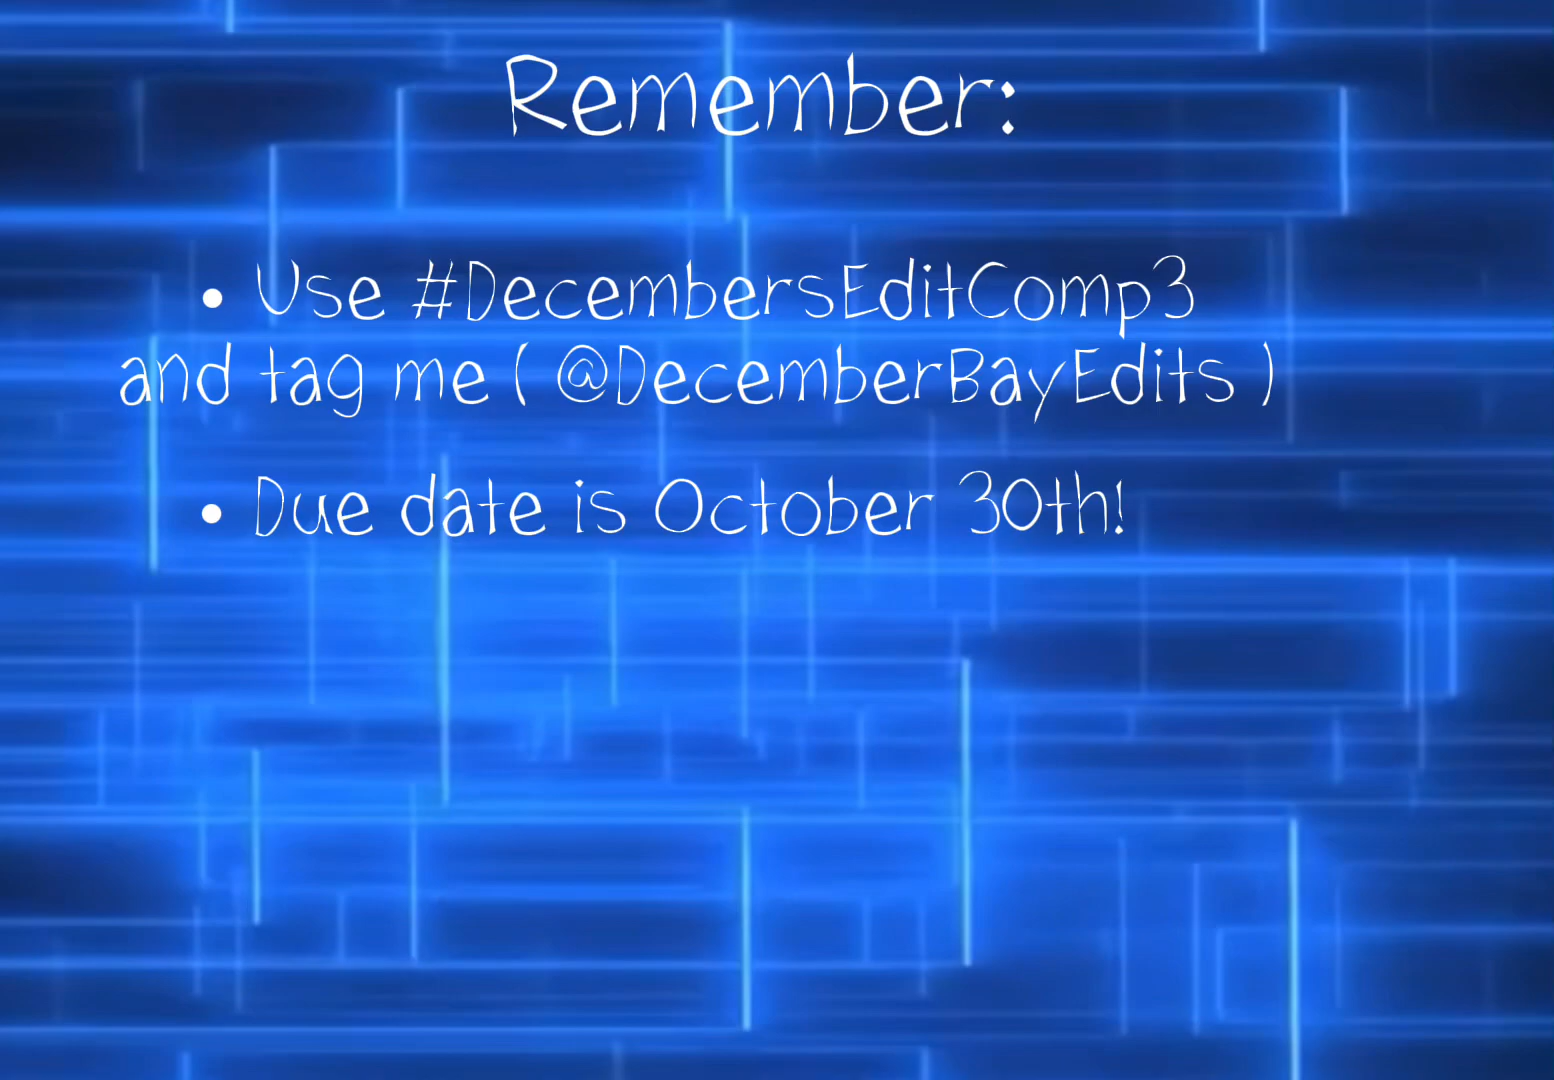 Remember:
• Use #DecembersEditComp3
and tag me ( @DecemberBayEdits )
• Due date is October 30th!